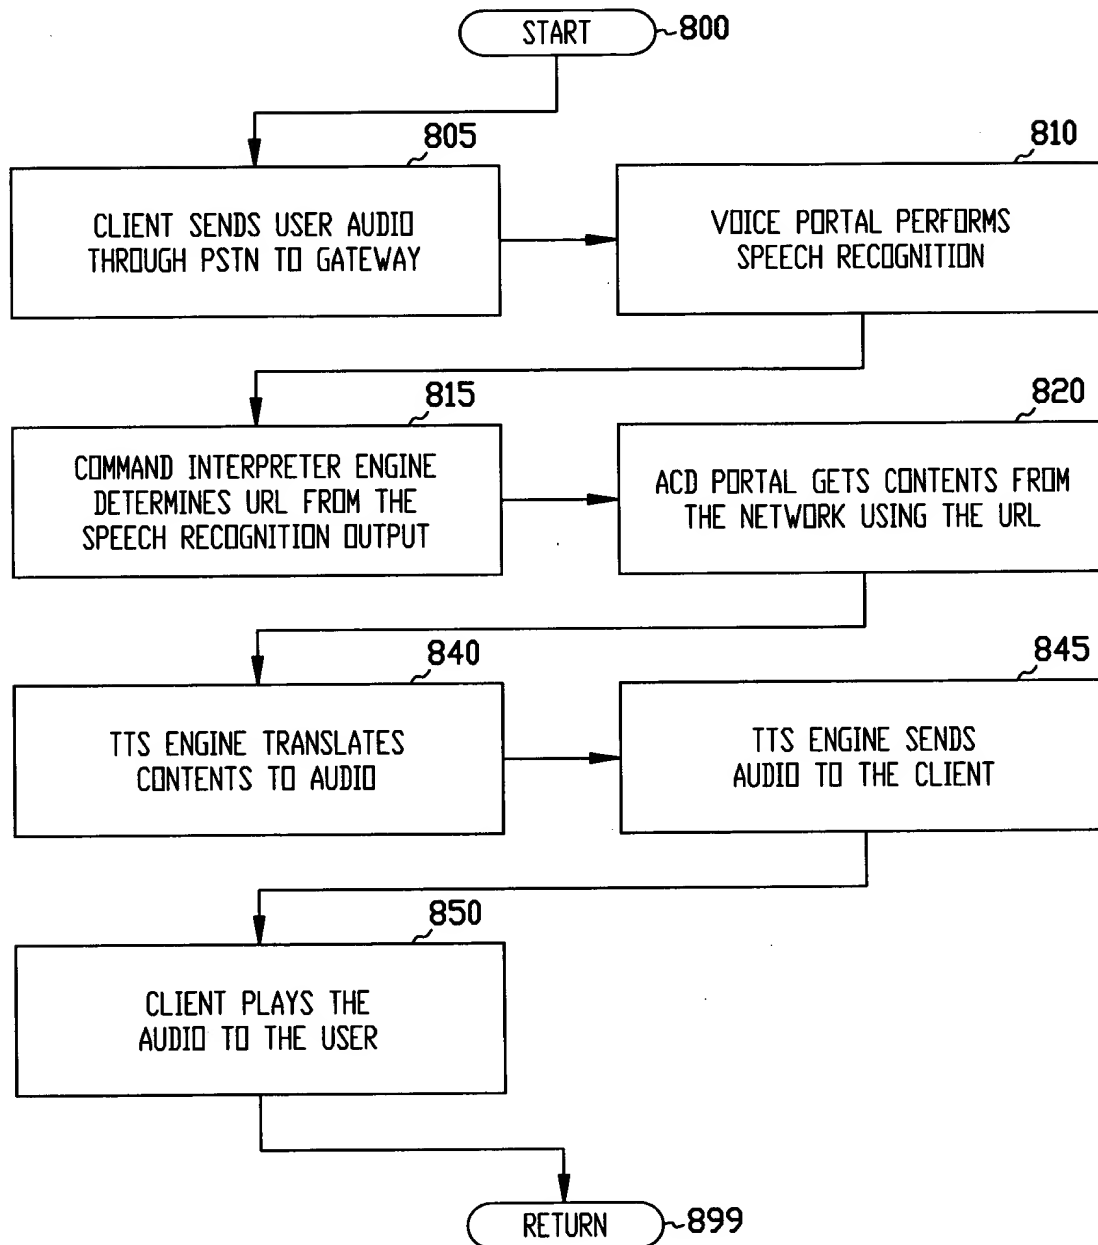 START
800
805
CLIENT SENDS USER AUDIO
THROUGH PSTN TO GATEWAY
810
VOICE PORTAL PERFORMS
SPEECH RECOGNITION
815
COMMAND INTERPRETER ENGINE
DETERMINES URL FROM THE
SPEECH RECOGNITION OUTPUT
820
ACD PORTAL GETS CONTENTS FROM
THE NETWORK USING THE URL
840
TTS ENGINE TRANSLATES
CONTENTS TO AUDIO
845
TTS ENGINE SENDS
AUDIO TO THE CLIENT
850
CLIENT PLAYS THE
AUDIO TO THE USER
RETURN
899